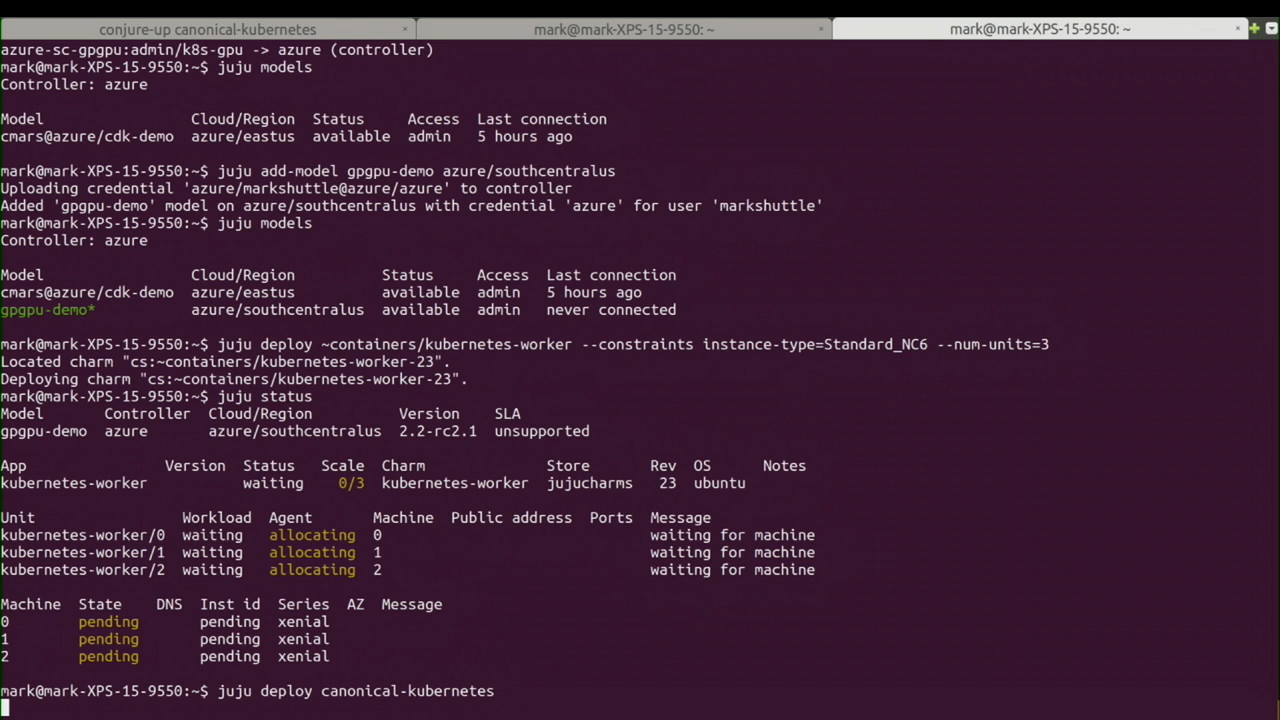 conjure-up canonical-kubernetes × mark@mark-XPS-15-9550: ~ × mark@mark-XPS-15-9550: ~ ×
azure-sc-gpgpu:admin/k8s-gpu -> azure (controller)
mark@mark-XPS-15-9550:~$ juju models
Controller: azure
Model Cloud/Region Status Access Last connection
cmars@azure/cdk-demo azure/eastus available admin 5 hours ago
mark@mark-XPS-15-9550:~$ juju add-model gpgpu-demo azure/southcentralus
Uploading credential 'azure/markshuttle@azure/azure' to controller
Added 'gpgpu-demo' model on azure/southcentralus with credential 'azure' for user 'markshuttle'
mark@mark-XPS-15-9550:~$ juju models
Controller: azure
Model Cloud/Region Status Access Last connection
cmars@azure/cdk-demo azure/eastus available admin 5 hours ago
gpgpu-demo* azure/southcentralus available admin never connected
mark@mark-XPS-15-9550:~$ juju deploy ~containers/kubernetes-worker --constraints instance-type=Standard_NC6 --num-units=3
Located charm "cs:~containers/kubernetes-worker-23".
Deploying charm "cs:~containers/kubernetes-worker-23".
mark@mark-XPS-15-9550:~$ juju status
Model Controller Cloud/Region Version SLA
gpgpu-demo azure azure/southcentralus 2.2-rc2.1 unsupported
App Version Status Scale Charm Store Rev OS Notes
kubernetes-worker waiting 0/3 kubernetes-worker jujucharms 23 ubuntu
Unit Workload Agent Machine Public address Ports Message
kubernetes-worker/0 waiting allocating 0 waiting for machine
kubernetes-worker/1 waiting allocating 1 waiting for machine
kubernetes-worker/2 waiting allocating 2 waiting for machine
Machine State DNS Inst id Series AZ Message
0 pending pending xenial
1 pending pending xenial
2 pending pending xenial
mark@mark-XPS-15-9550:~$ juju deploy canonical-kubernetes